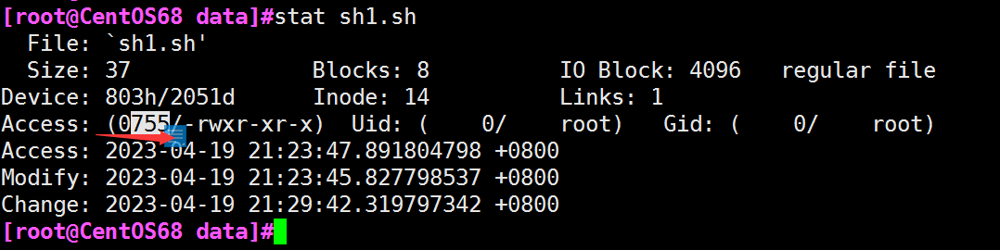 [root@CentOS68 data]#stat sh1.sh
  File: `sh1.sh'
  Size: 37              Blocks: 8          IO Block: 4096   regular file
Device: 803h/2051d      Inode: 14          Links: 1
Access: (0755/-rwxr-xr-x)  Uid: (    0/    root)   Gid: (    0/    root)
Access: 2023-04-19 21:23:47.891804798 +0800
Modify: 2023-04-19 21:23:45.827798537 +0800
Change: 2023-04-19 21:29:42.319797342 +0800
[root@CentOS68 data]#